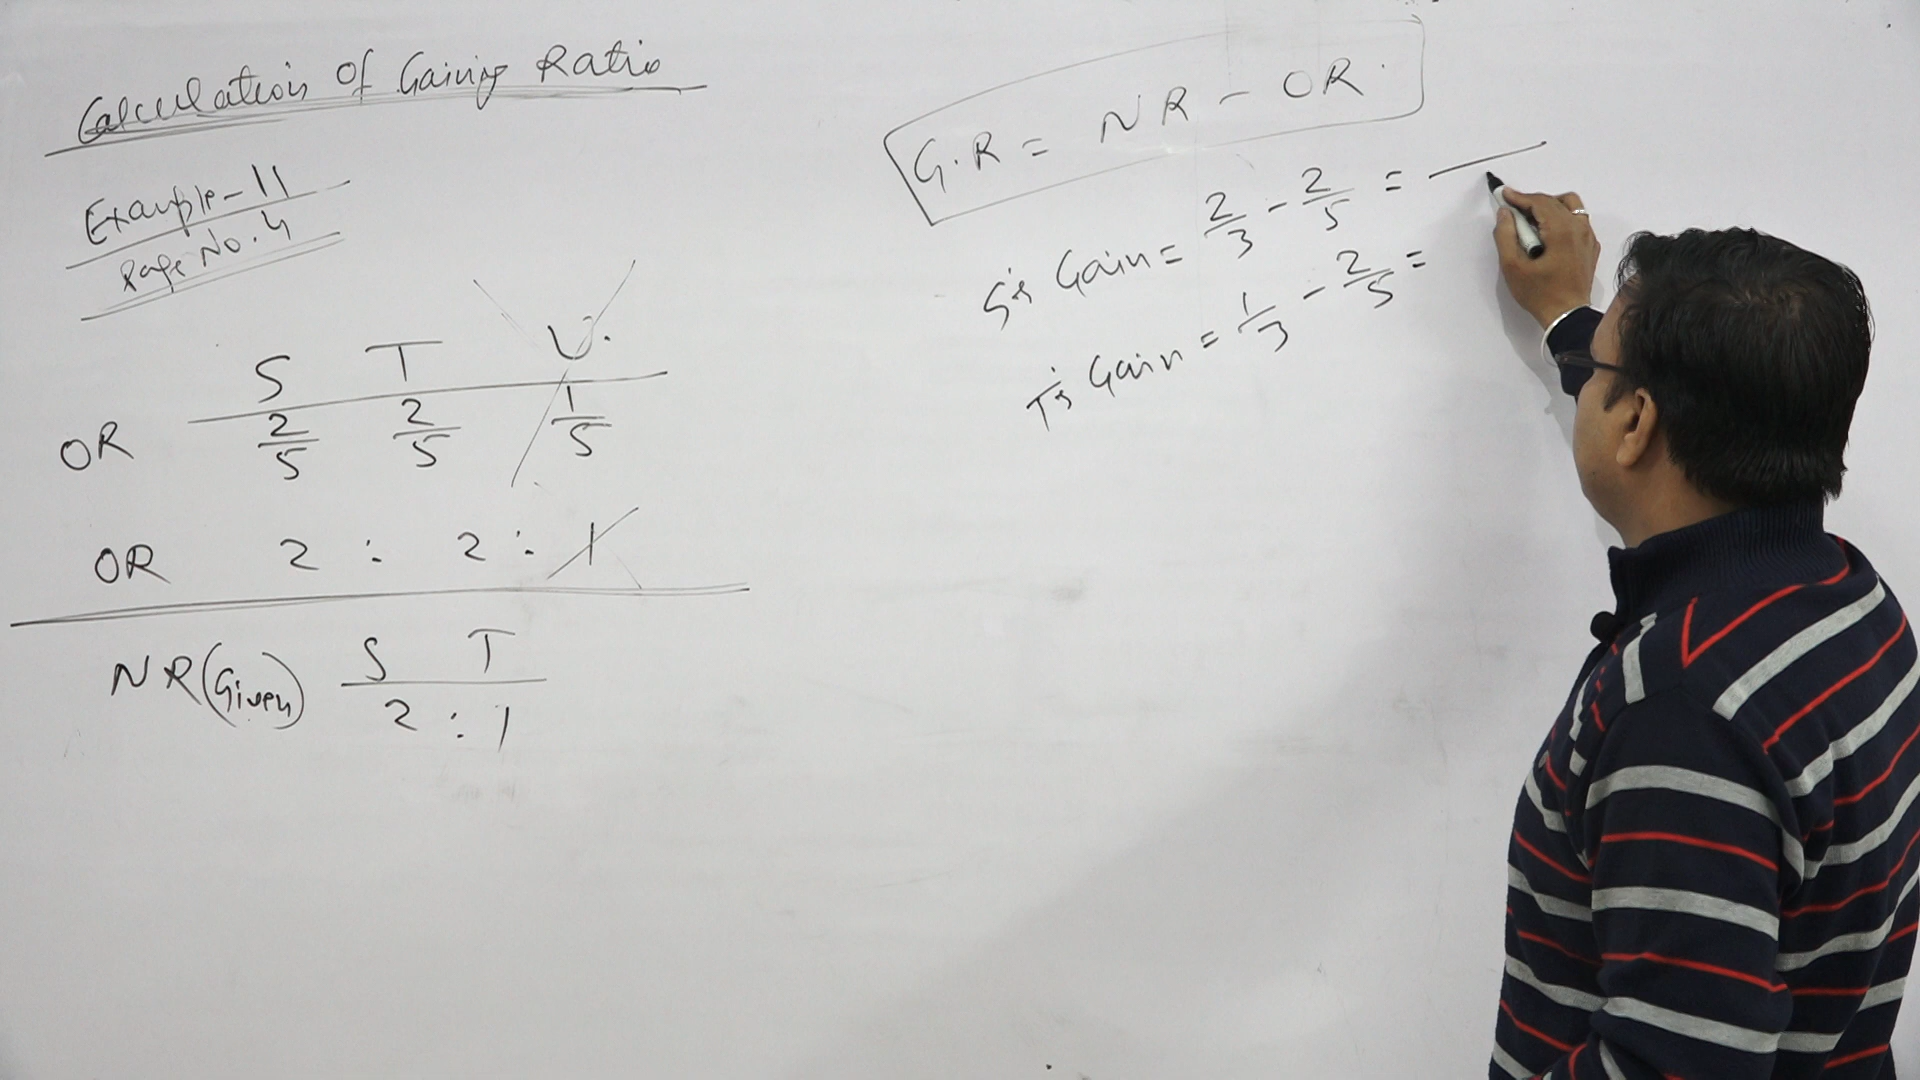 Calculation Of Gaining Ratio
Example-11
Page No. 4
S T U.
OR 2/5 2/5 1/5
OR 2 : 2 : 1
NR (Given) S T
2 : 1
G.R = NR - OR.
S's Gain = 2/3 - 2/5 =
T's Gain = 1/3 - 2/5 =